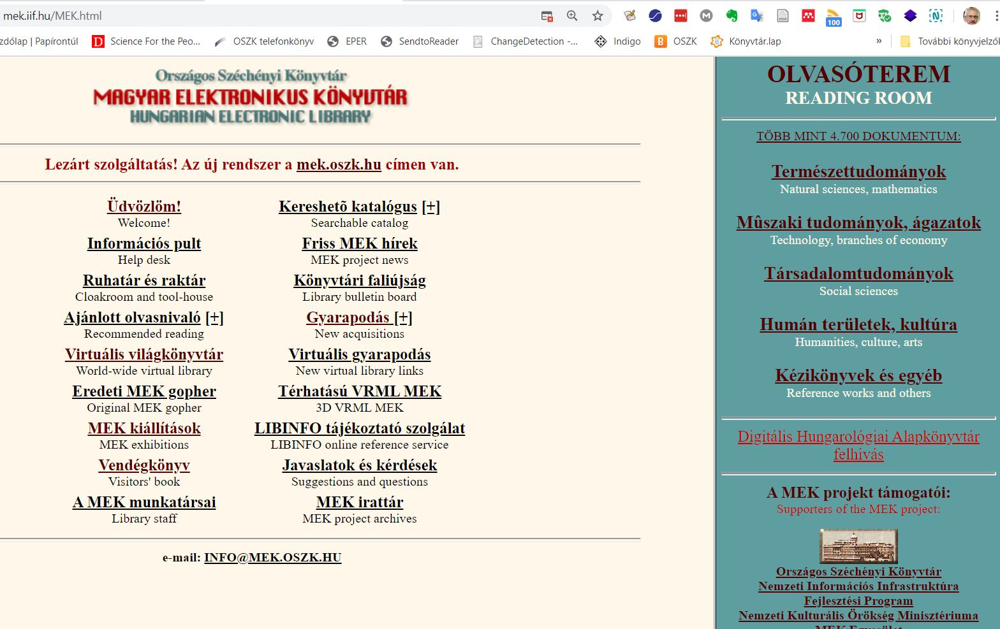 mek.iif.hu/MEK.html
100
zdőlap | Papírontúl
Science For the Peo...
OSZK telefonkönyv
EPER
SendtoReader
ChangeDetection -...
Indigo
OSZK
Könyvtár.lap
»
További könyvjelzők
Országos Széchényi Könyvtár
MAGYAR ELEKTRONIKUS KÖNYVTÁR
HUNGARIAN ELECTRONIC LIBRARY
Lezárt szolgáltatás! Az új rendszer a mek.oszk.hu címen van.
Üdvözlöm!
Welcome!
Információs pult
Help desk
Ruhatár és raktár
Cloakroom and tool-house
Ajánlott olvasnivaló [+]
Recommended reading
Virtuális világkönyvtár
World-wide virtual library
Eredeti MEK gopher
Original MEK gopher
MEK kiállítások
MEK exhibitions
Vendégkönyv
Visitors' book
A MEK munkatársai
Library staff
Kereshetõ katalógus [+]
Searchable catalog
Friss MEK hírek
MEK project news
Könyvtári faliújság
Library bulletin board
Gyarapodás [+]
New acquisitions
Virtuális gyarapodás
New virtual library links
Térhatású VRML MEK
3D VRML MEK
LIBINFO tájékoztató szolgálat
LIBINFO online reference service
Javaslatok és kérdések
Suggestions and questions
MEK irattár
MEK project archives
e-mail: INFO@MEK.OSZK.HU
OLVASÓTEREM
READING ROOM
TÖBB MINT 4.700 DOKUMENTUM:
Természettudományok
Natural sciences, mathematics
Mûszaki tudományok, ágazatok
Technology, branches of economy
Társadalomtudományok
Social sciences
Humán területek, kultúra
Humanities, culture, arts
Kézikönyvek és egyéb
Reference works and others
Digitális Hungarológiai Alapkönyvtár
felhívás
A MEK projekt támogatói:
Supporters of the MEK project:
Országos Széchényi Könyvtár
Nemzeti Információs Infrastruktúra
Fejlesztési Program
Nemzeti Kulturális Örökség Minisztériuma
MEK Egyesület